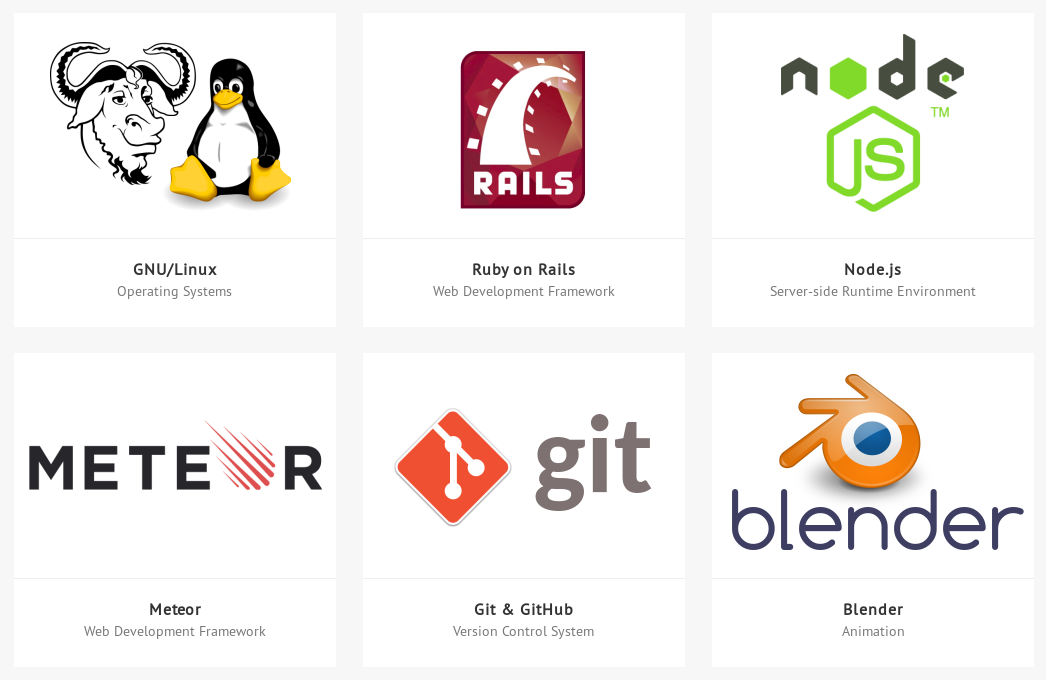 RAILS
node
TM
JS
GNU/Linux
Operating Systems
Ruby on Rails
Web Development Framework
Node.js
Server-side Runtime Environment
METEOR
git
blender
Meteor
Web Development Framework
Git & GitHub
Version Control System
Blender
Animation